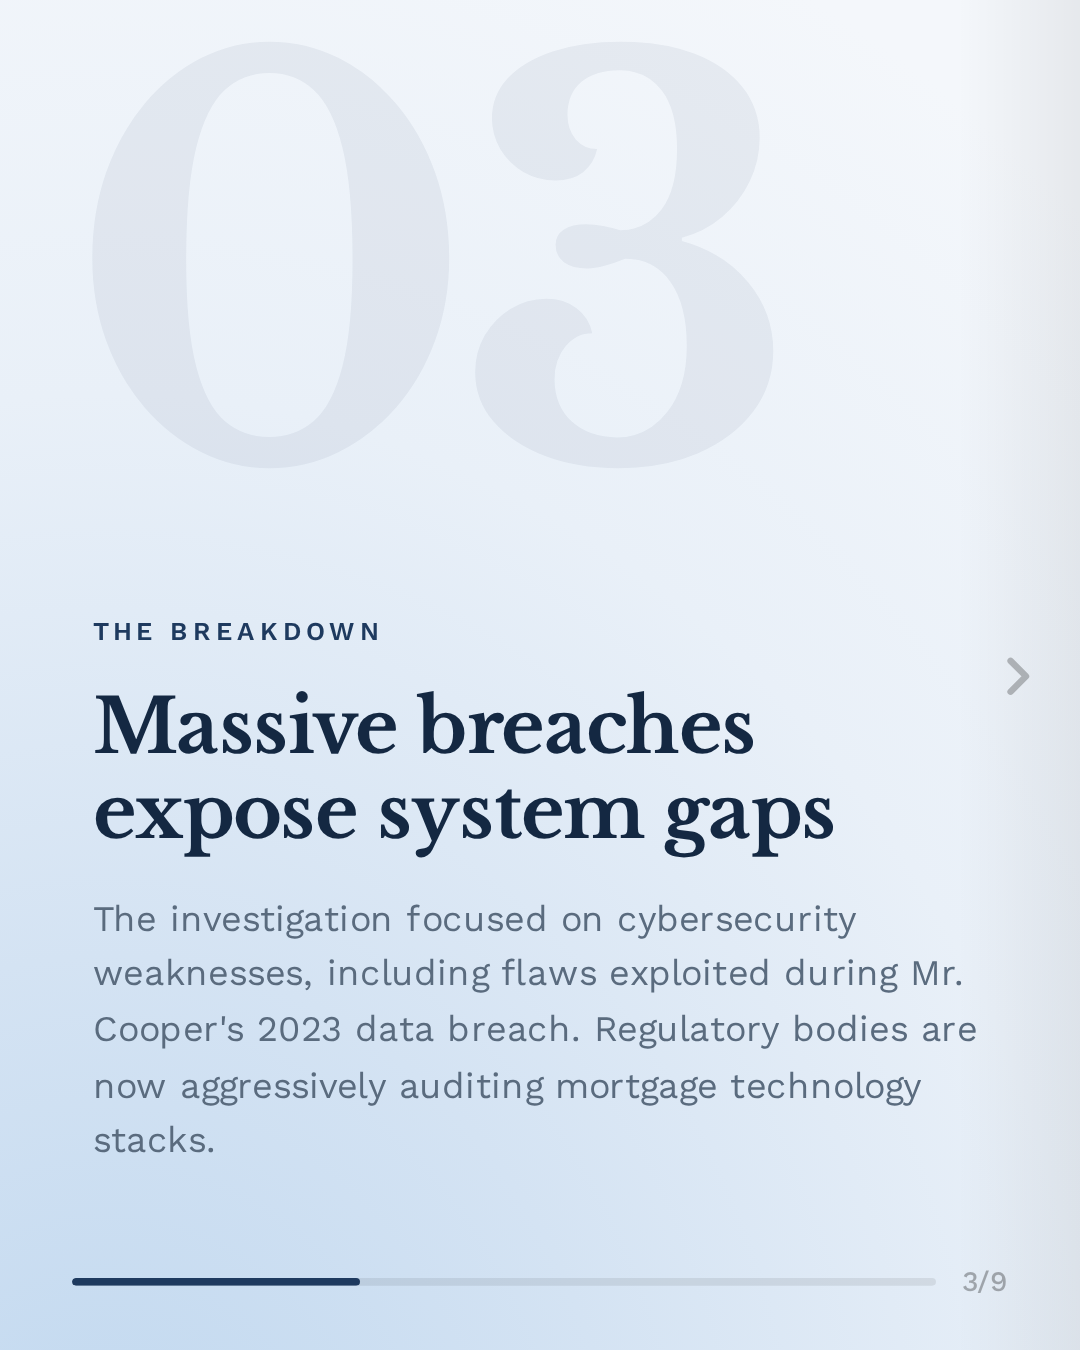 03
THE BREAKDOWN
Massive breaches
expose system gaps
The investigation focused on cybersecurity
weaknesses, including flaws exploited during Mr.
Cooper's 2023 data breach. Regulatory bodies are
now aggressively auditing mortgage technology
stacks.
3/9